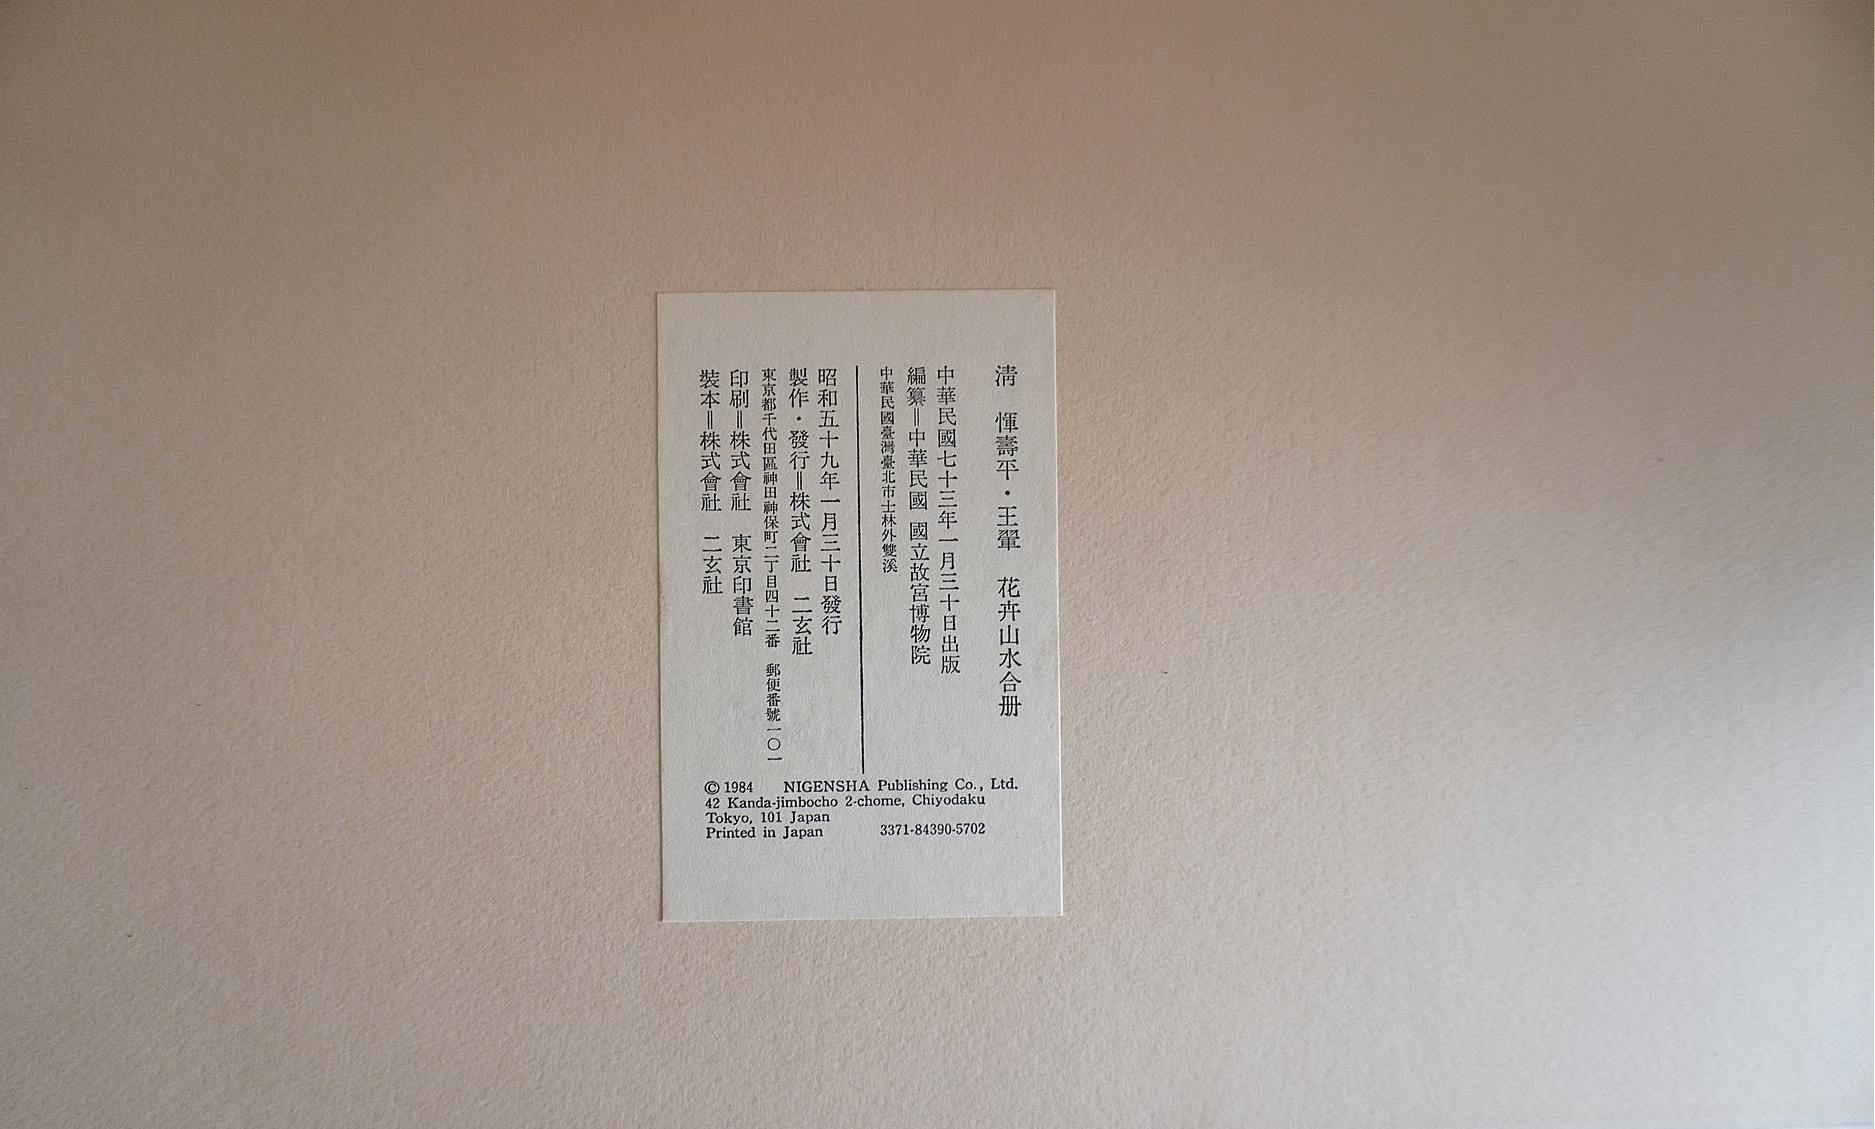 淸　惲壽平・王翬　花卉山水合册
中華民國七十三年一月三十日出版
編纂＝中華民國　國立故宮博物院
中華民國臺灣臺北市士林外雙溪
昭和五十九年一月三十日發行
製作・發行＝株式會社　二玄社
東京都千代田區神田神保町二丁目四十二番　郵便番號一〇一
印刷＝株式會社　東京印書館
裝本＝株式會社　二玄社
© 1984　NIGENSHA Publishing Co., Ltd.
42 Kanda-jimbocho 2-chome, Chiyodaku
Tokyo, 101 Japan
Printed in Japan　3371-84390-5702